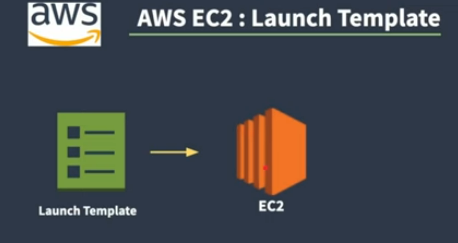 aws
AWS EC2 : Launch Template
Launch Template
EC2